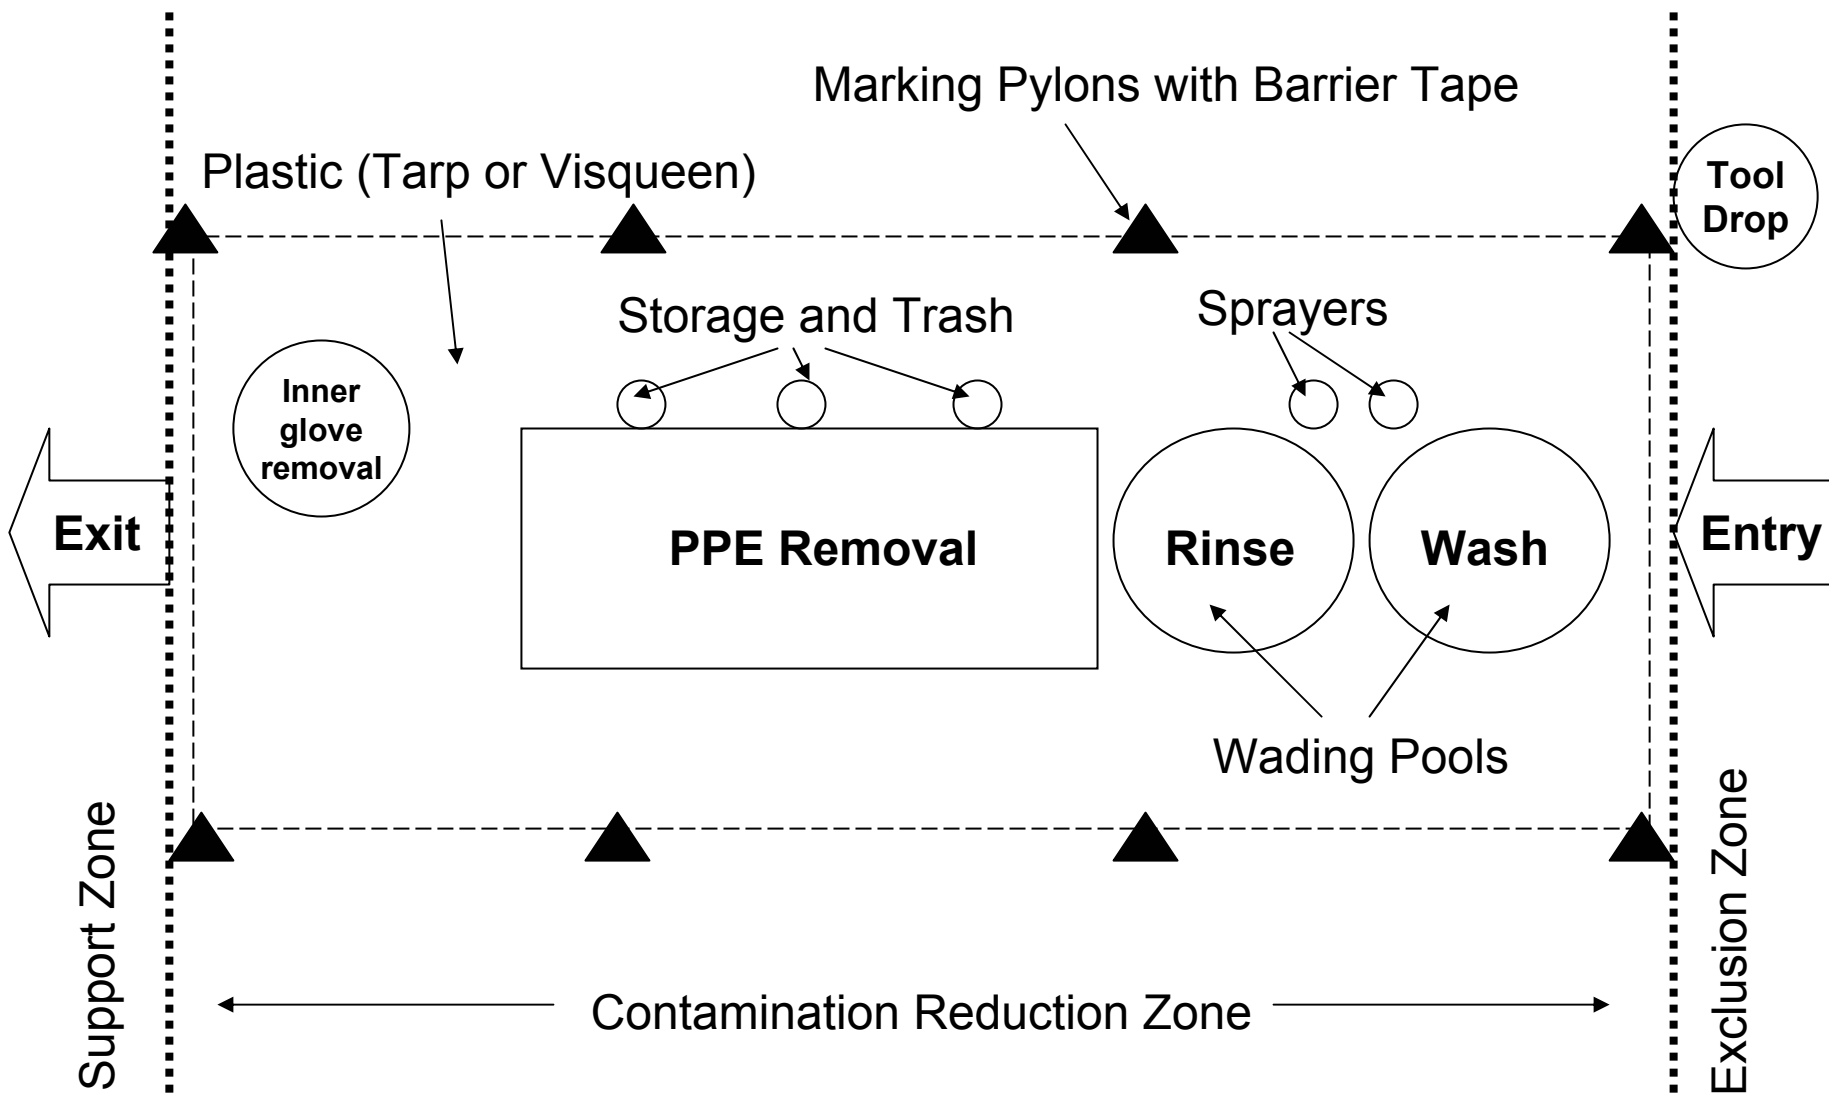 Marking Pylons with Barrier Tape
Plastic (Tarp or Visqueen)
Tool
Drop
Storage and Trash
Sprayers
Inner
glove
removal
Exit
PPE Removal
Rinse
Wash
Entry
Wading Pools
Support Zone
Contamination Reduction Zone
Exclusion Zone